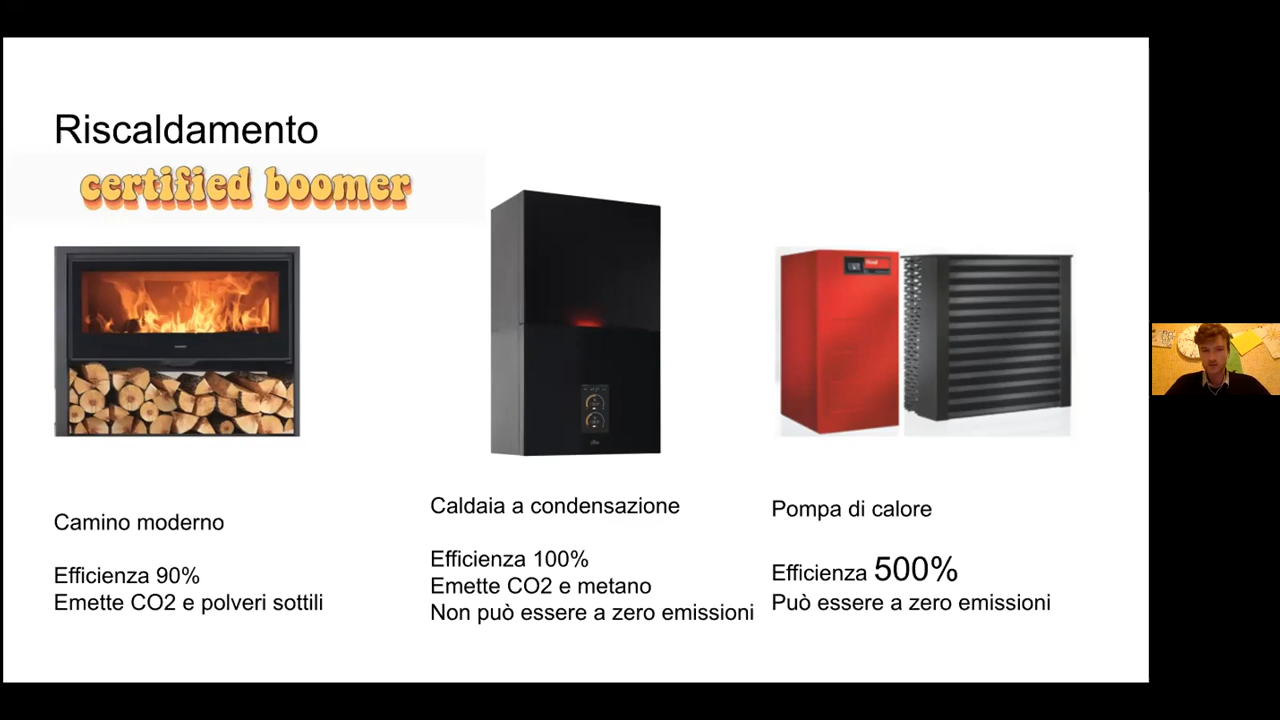 Riscaldamento
certified boomer
Camino moderno
Efficienza 90%
Emette CO2 e polveri sottili
Caldaia a condensazione
Efficienza 100%
Emette CO2 e metano
Non può essere a zero emissioni
Pompa di calore
Efficienza 500%
Può essere a zero emissioni